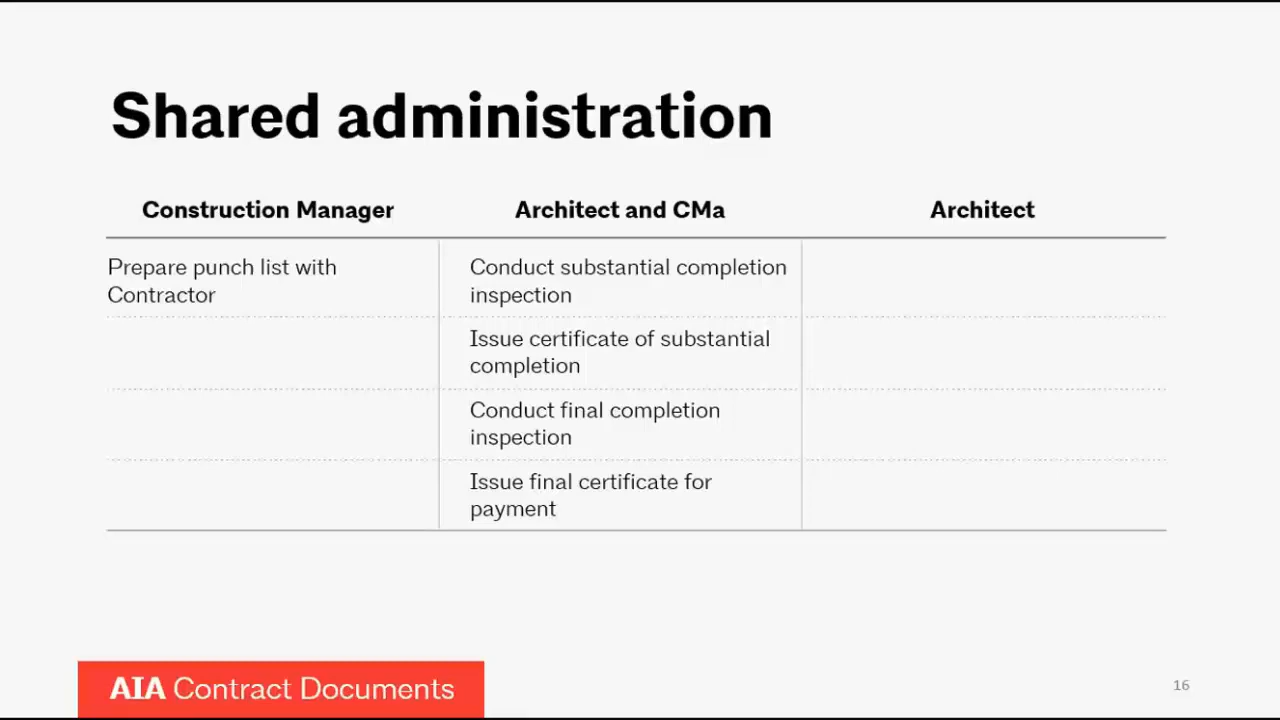 Shared administration
Construction Manager
Architect and CMa
Architect
Prepare punch list with
Contractor
Conduct substantial completion
inspection
Issue certificate of substantial
completion
Conduct final completion
inspection
Issue final certificate for
payment
AIA Contract Documents
16